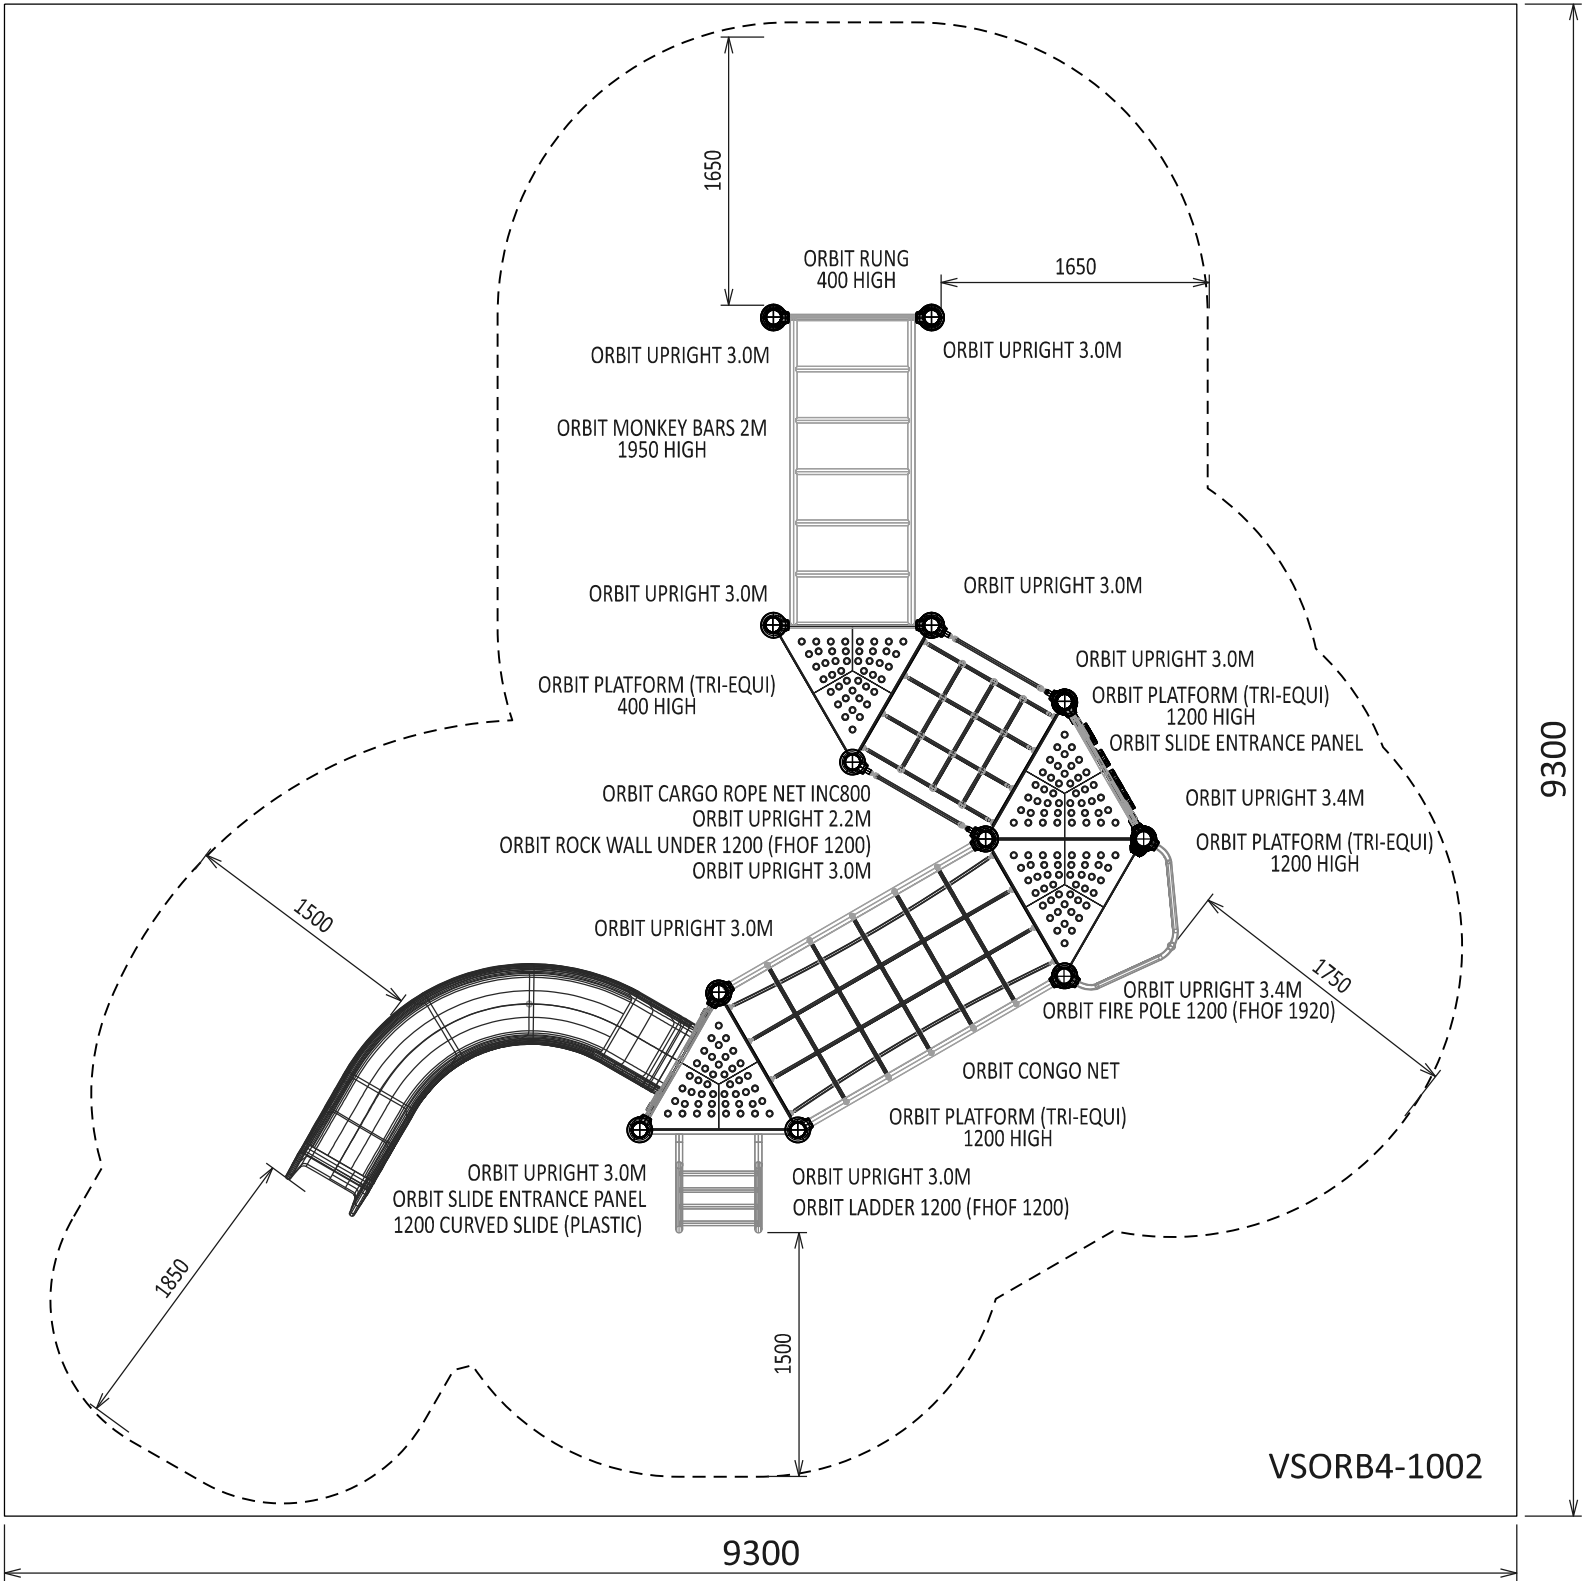 1650
ORBIT RUNG
400 HIGH
1650
ORBIT UPRIGHT 3.0M
ORBIT UPRIGHT 3.0M
ORBIT MONKEY BARS 2M
1950 HIGH
ORBIT UPRIGHT 3.0M
ORBIT UPRIGHT 3.0M
ORBIT UPRIGHT 3.0M
ORBIT PLATFORM (TRI-EQUI)
400 HIGH
ORBIT PLATFORM (TRI-EQUI)
1200 HIGH
ORBIT SLIDE ENTRANCE PANEL
9300
ORBIT CARGO ROPE NET INC800
ORBIT UPRIGHT 2.2M
ORBIT ROCK WALL UNDER 1200 (FHOF 1200)
ORBIT UPRIGHT 3.0M
ORBIT UPRIGHT 3.4M
ORBIT PLATFORM (TRI-EQUI)
1200 HIGH
1500
ORBIT UPRIGHT 3.0M
1750
ORBIT UPRIGHT 3.4M
ORBIT FIRE POLE 1200 (FHOF 1920)
ORBIT CONGO NET
ORBIT PLATFORM (TRI-EQUI)
1200 HIGH
ORBIT UPRIGHT 3.0M
ORBIT SLIDE ENTRANCE PANEL
1200 CURVED SLIDE (PLASTIC)
ORBIT UPRIGHT 3.0M
ORBIT LADDER 1200 (FHOF 1200)
1850
1500
VSORB4-1002
9300